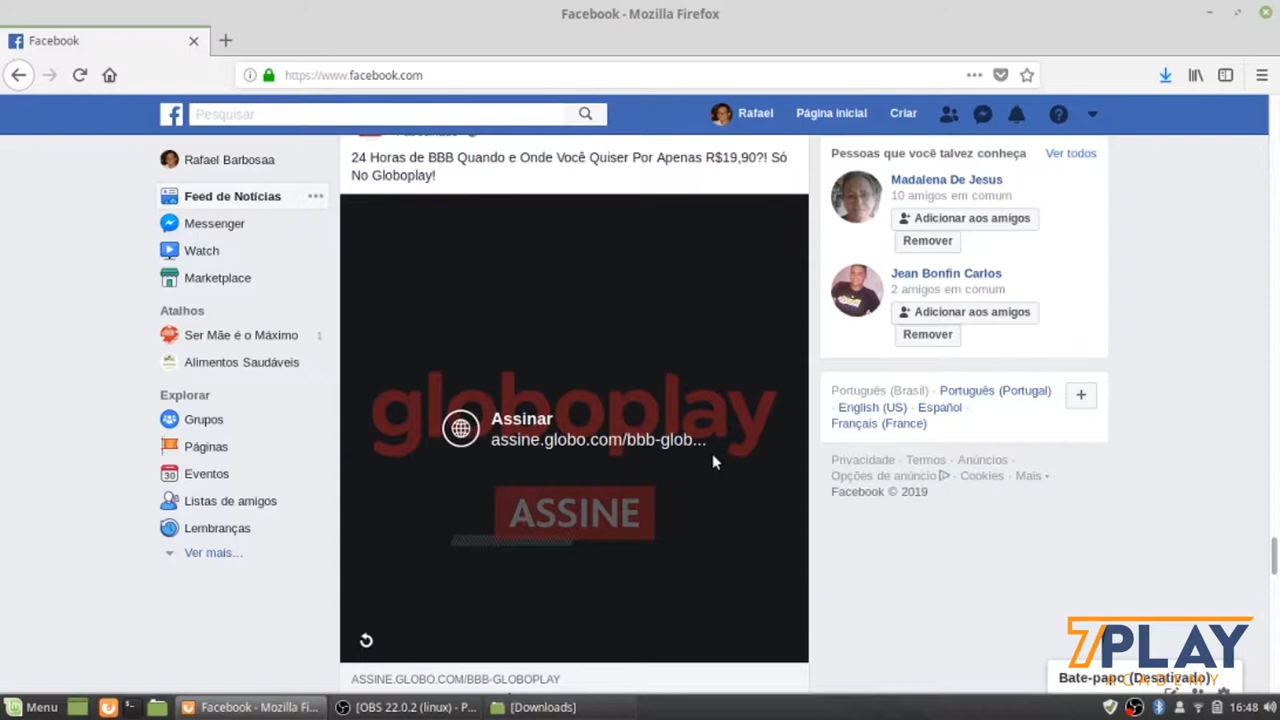 Facebook - Mozilla Firefox
Facebook
https://www.facebook.com
Pesquisar
Rafael
Página inicial
Criar
Rafael Barbosaa
Feed de Notícias
Messenger
Watch
Marketplace
Atalhos
Ser Mãe é o Máximo 1
Alimentos Saudáveis
Explorar
Grupos
Páginas
Eventos
Listas de amigos
Lembranças
Ver mais...
24 Horas de BBB Quando e Onde Você Quiser Por Apenas R$19,90?! Só
No Globoplay!
globoplay
Assinar
assine.globo.com/bbb-glob...
ASSINE
ASSINE.GLOBO.COM/BBB-GLOBOPLAY
Pessoas que você talvez conheça
Ver todos
Madalena De Jesus
10 amigos em comum
Adicionar aos amigos
Remover
Jean Bonfin Carlos
2 amigos em comum
Adicionar aos amigos
Remover
Português (Brasil) · Português (Portugal)
· English (US) · Español ·
Français (France)
Privacidade · Termos · Anúncios ·
Opções de anúncio · Cookies · Mais
Facebook © 2019
7PLAY
ACADEMY
Bate-papo (Desativado)
Menu
Facebook - Mozilla Fi...
[OBS 22.0.2 (linux) - P...
[Downloads]
16:48